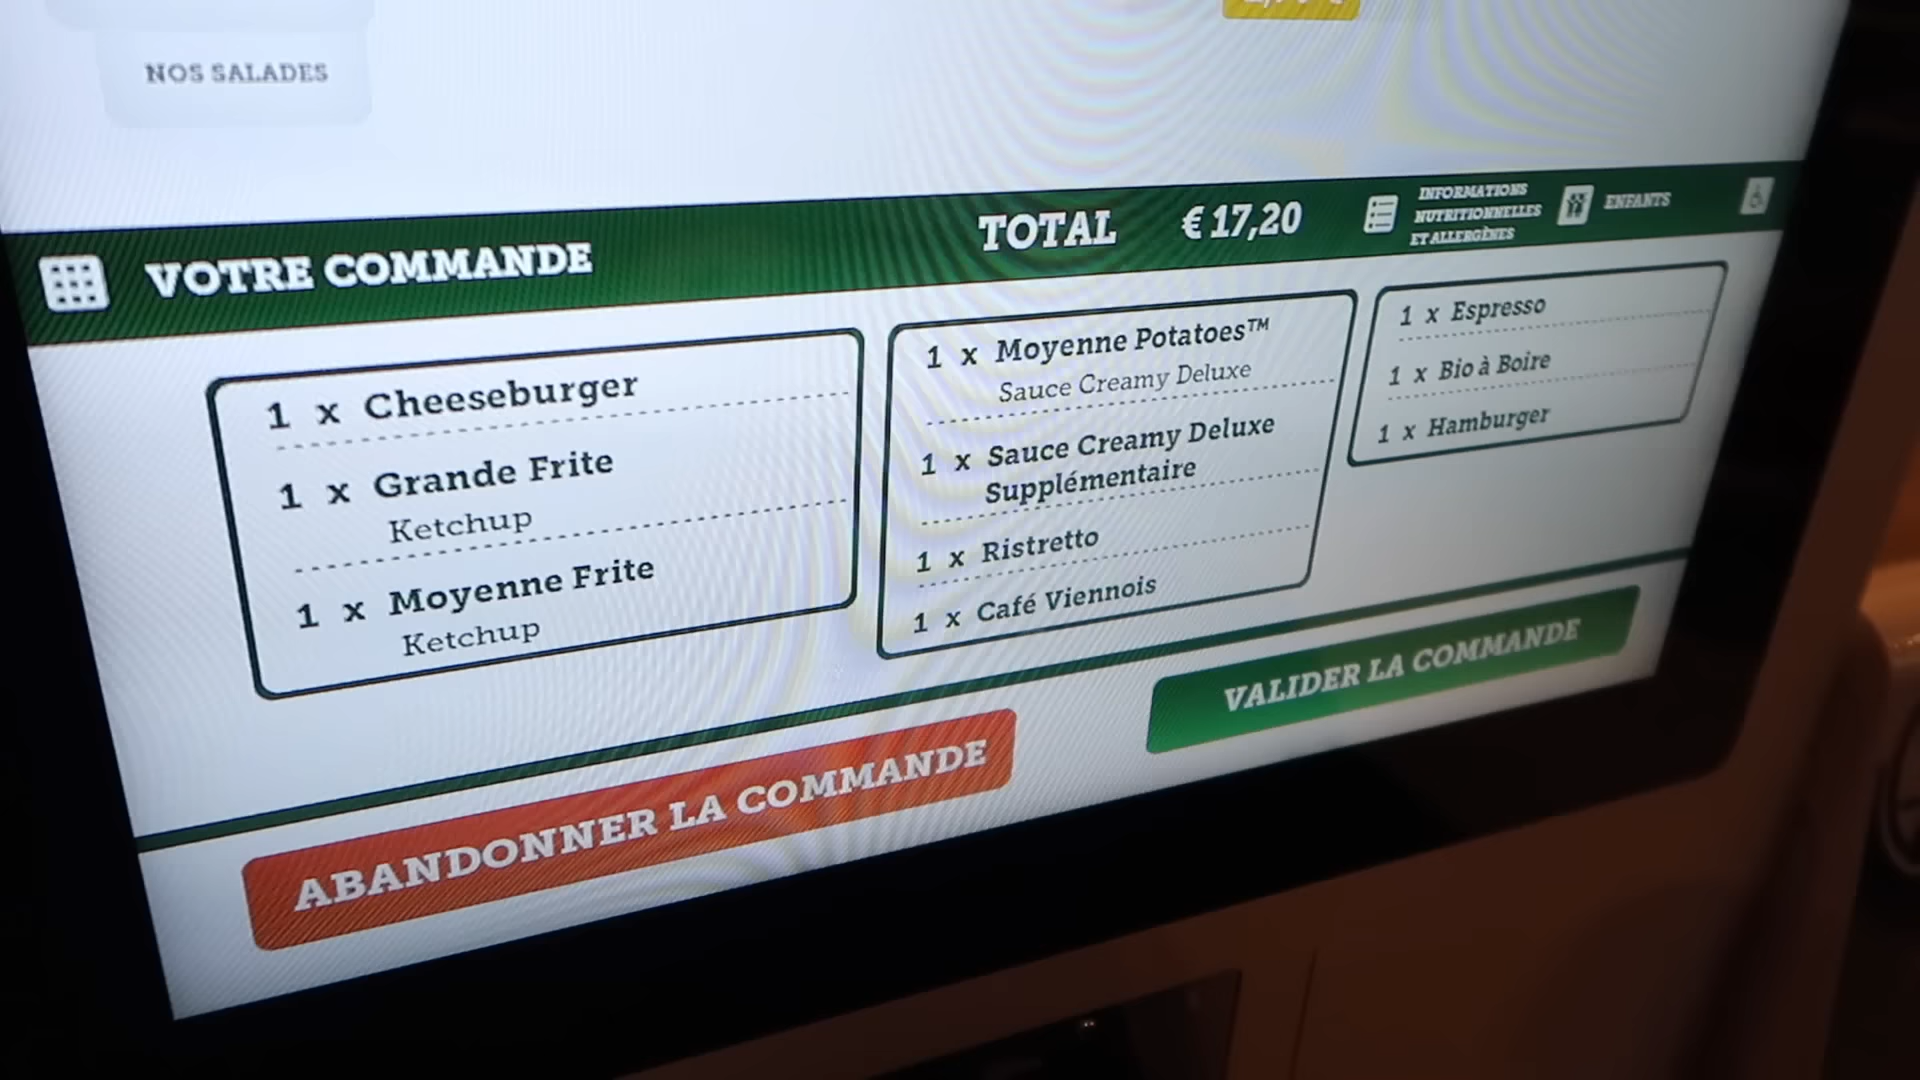 NOS SALADES
VOTRE COMMANDE
TOTAL € 17,20
INFORMATIONS
NUTRITIONNELLES
ET ALLERGÈNES
ENFANTS
1 x Cheeseburger
1 x Grande Frite
Ketchup
1 x Moyenne Frite
Ketchup
1 x Moyenne Potatoes™
Sauce Creamy Deluxe
1 x Sauce Creamy Deluxe
Supplémentaire
1 x Ristretto
1 x Café Viennois
1 x Espresso
1 x Bio à Boire
1 x Hamburger
ABANDONNER LA COMMANDE
VALIDER LA COMMANDE